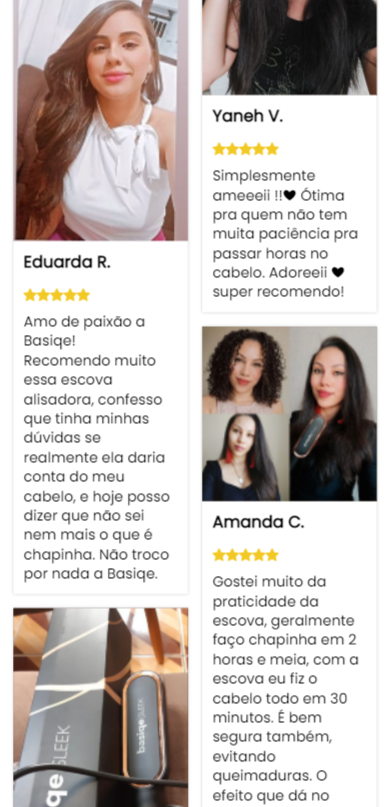 Eduarda R.
Amo de paixão a
Basiqe!
Recomendo muito
essa escova
alisadora, confesso
que tinha minhas
dúvidas se
realmente ela daria
conta do meu
cabelo, e hoje posso
dizer que não sei
nem mais o que é
chapinha. Não troco
por nada a Basiqe.
qe SLEEK
basiqe SLEEK
Yaneh V.
Simplesmente
ameeeii !!🖤 Ótima
pra quem não tem
muita paciência pra
passar horas no
cabelo. Adoreeii 🖤
super recomendo!
Amanda C.
Gostei muito da
praticidade da
escova, geralmente
faço chapinha em 2
horas e meia, com a
escova eu fiz o
cabelo todo em 30
minutos. É bem
segura também,
evitando
queimaduras. O
efeito que dá no